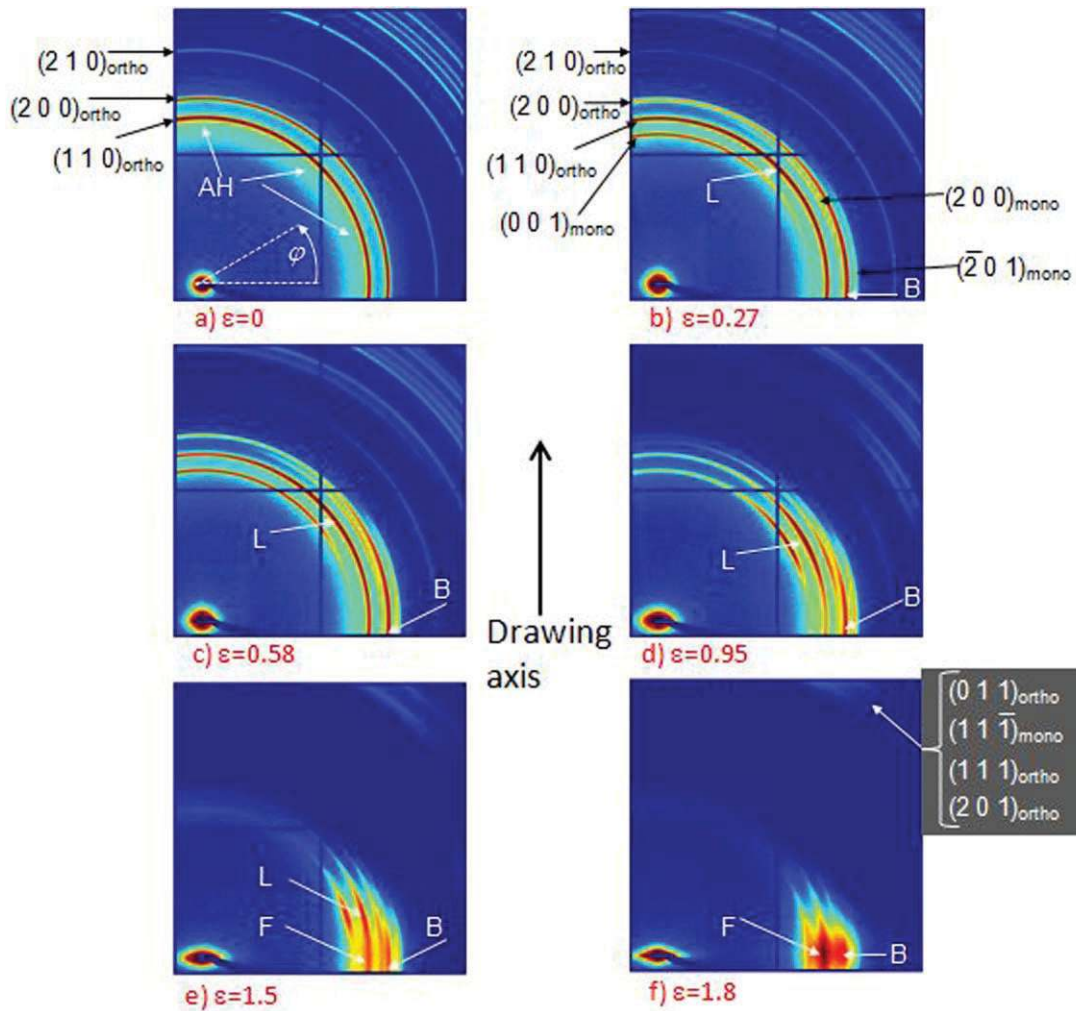 (2 1 0)ortho
(2 0 0)ortho
(1 1 0)ortho
AH
φ
a) ε=0
(2 1 0)ortho
(2 0 0)ortho
(1 1 0)ortho
(0 0 1)mono
L
(2 0 0)mono
(2̅ 0 1)mono
B
b) ε=0.27
L
B
c) ε=0.58
Drawing
axis
L
B
d) ε=0.95
L
F
B
e) ε=1.5
F
B
f) ε=1.8
(0 1 1)ortho
(1 1 1̅)mono
(1 1 1)ortho
(2 0 1)ortho